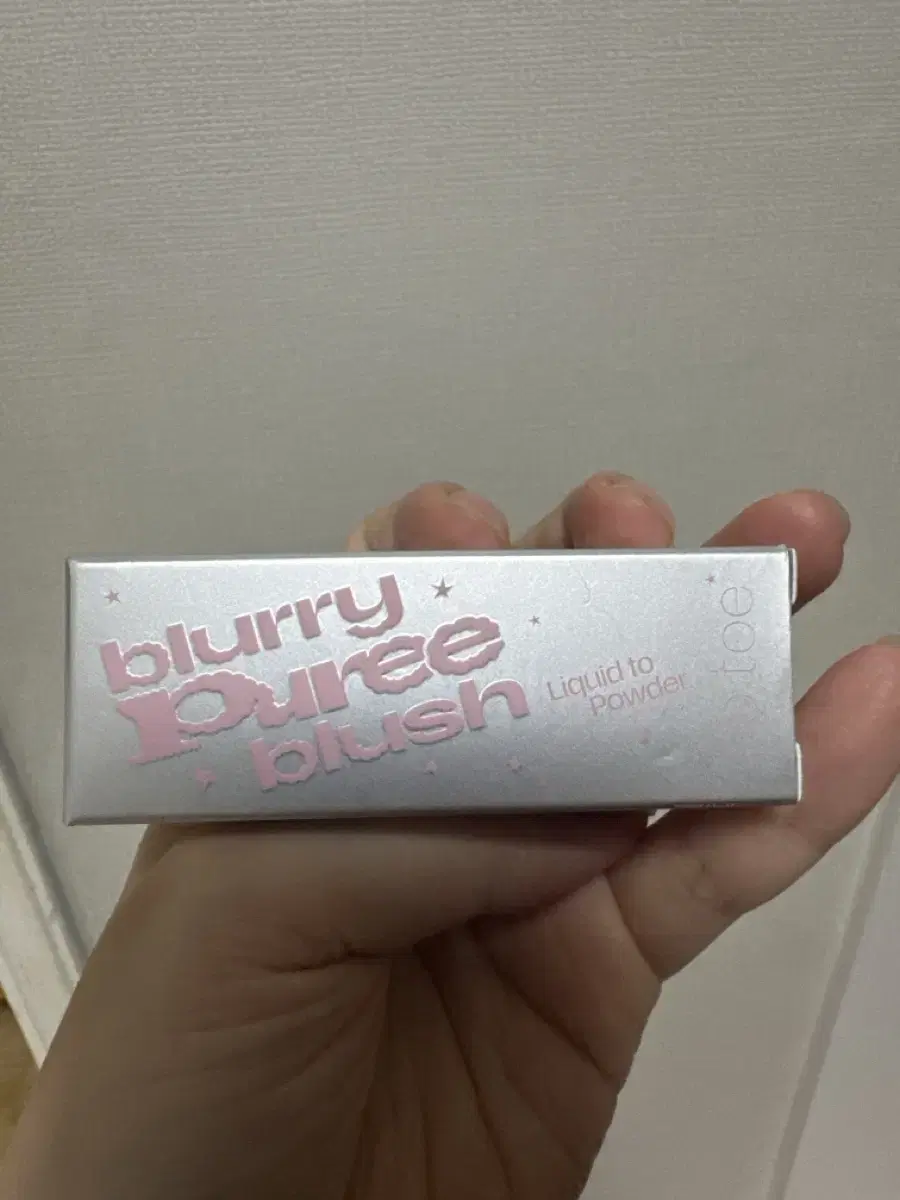 blurry
puree
blush
Liquid to
Powder